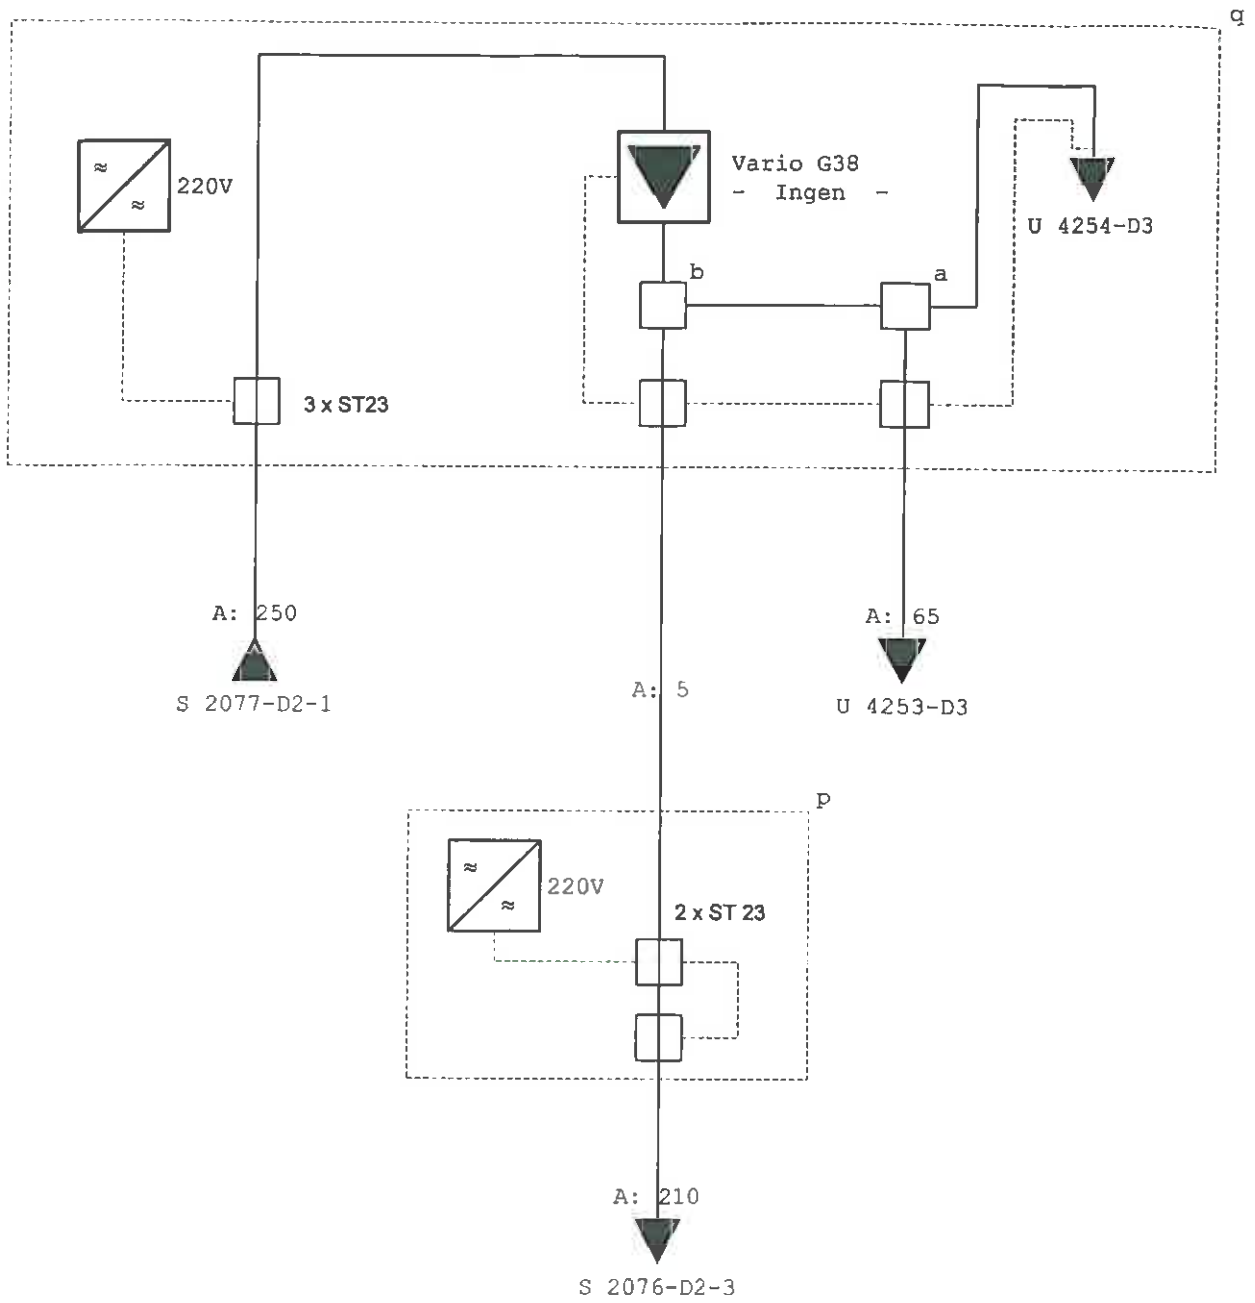 q
220V
Vario G38
- Ingen -
U 4254-D3
b
a
3 x ST23
A: 250
S 2077-D2-1
A: 65
U 4253-D3
A: 5
p
220V
2 x ST 23
A: 210
S 2076-D2-3